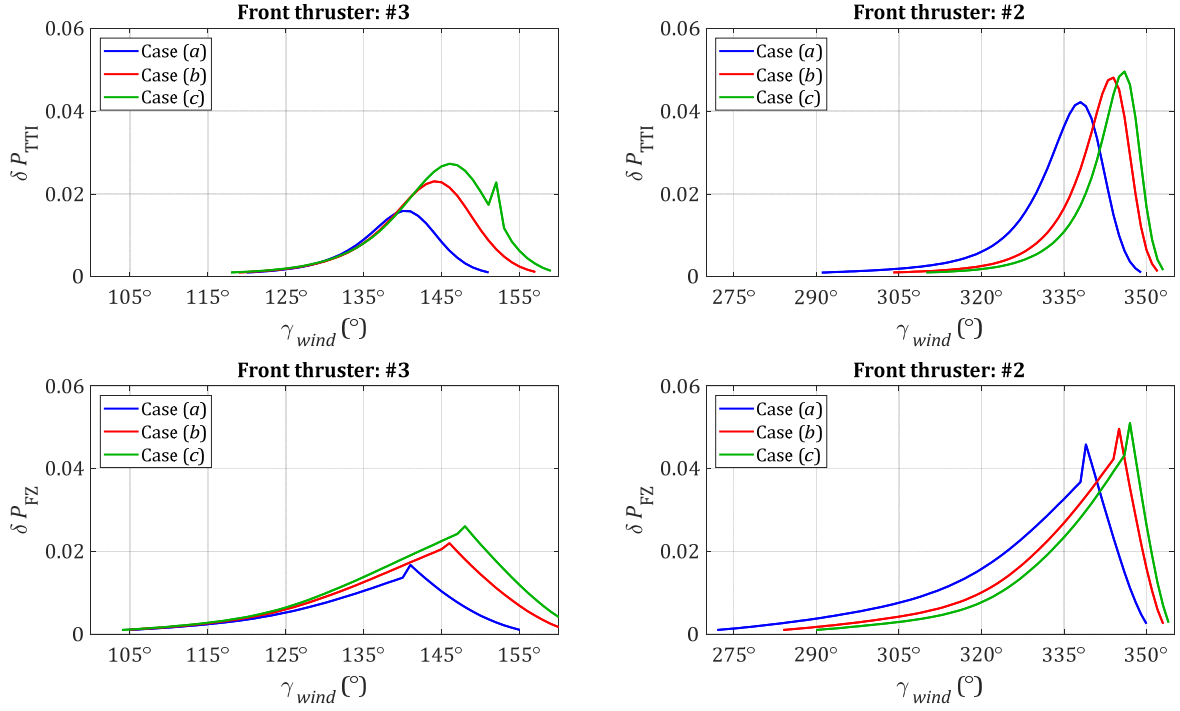 Front thruster: #3
0.06
0.04
0.02
0
δ P_TTI
Case (a)
Case (b)
Case (c)
105° 115° 125° 135° 145° 155°
γ_wind (°)
Front thruster: #2
0.06
0.04
0.02
0
δ P_TTI
Case (a)
Case (b)
Case (c)
275° 290° 305° 320° 335° 350°
γ_wind (°)
Front thruster: #3
0.06
0.04
0.02
0
δ P_FZ
Case (a)
Case (b)
Case (c)
105° 115° 125° 135° 145° 155°
γ_wind (°)
Front thruster: #2
0.06
0.04
0.02
0
δ P_FZ
Case (a)
Case (b)
Case (c)
275° 290° 305° 320° 335° 350°
γ_wind (°)